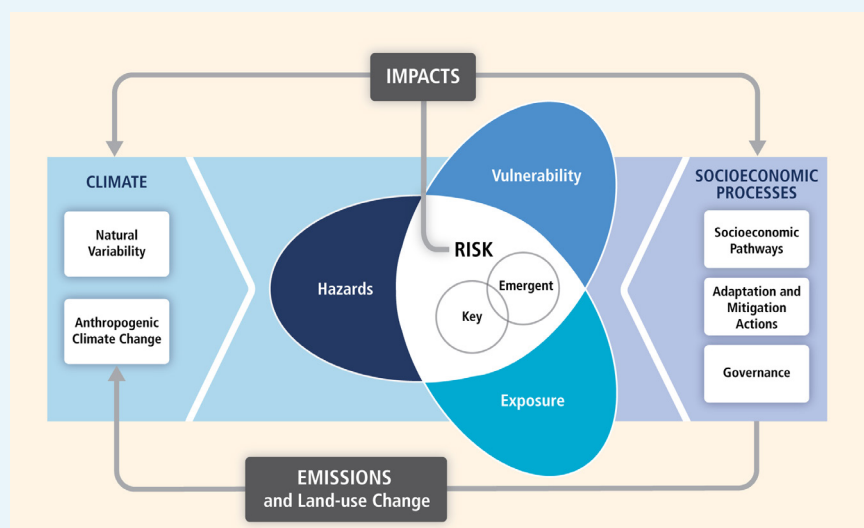 IMPACTS
CLIMATE
Natural
Variability
Anthropogenic
Climate Change
Vulnerability
Hazards
RISK
Emergent
Key
Exposure
SOCIOECONOMIC
PROCESSES
Socioeconomic
Pathways
Adaptation and
Mitigation
Actions
Governance
EMISSIONS
and Land-use Change